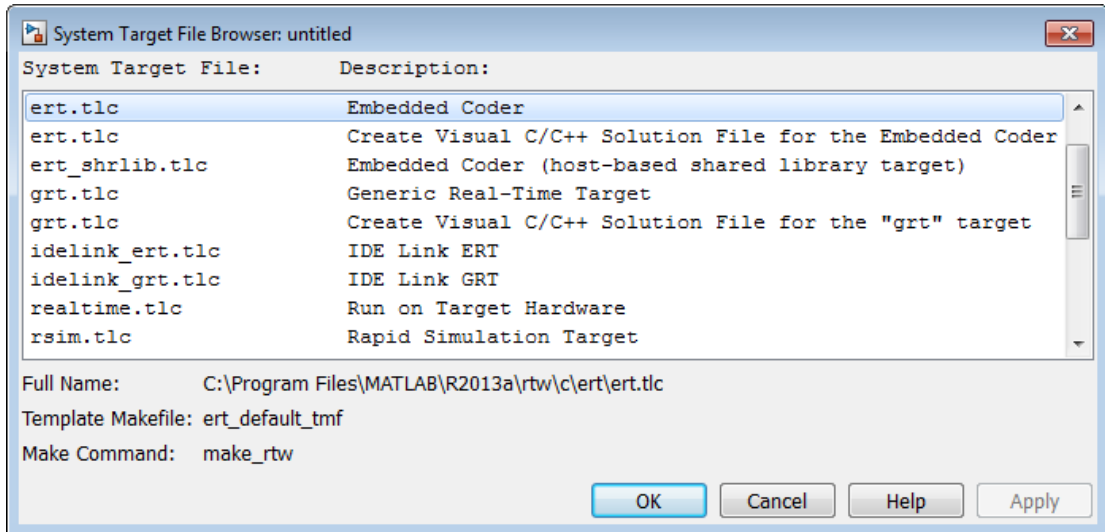 System Target File Browser: untitled
System Target File: Description:
ert.tlc Embedded Coder
ert.tlc Create Visual C/C++ Solution File for the Embedded Coder
ert_shrlib.tlc Embedded Coder (host-based shared library target)
grt.tlc Generic Real-Time Target
grt.tlc Create Visual C/C++ Solution File for the "grt" target
idelink_ert.tlc IDE Link ERT
idelink_grt.tlc IDE Link GRT
realtime.tlc Run on Target Hardware
rsim.tlc Rapid Simulation Target
Full Name: C:\Program Files\MATLAB\R2013a\rtw\c\ert\ert.tlc
Template Makefile: ert_default_tmf
Make Command: make_rtw
OK Cancel Help Apply